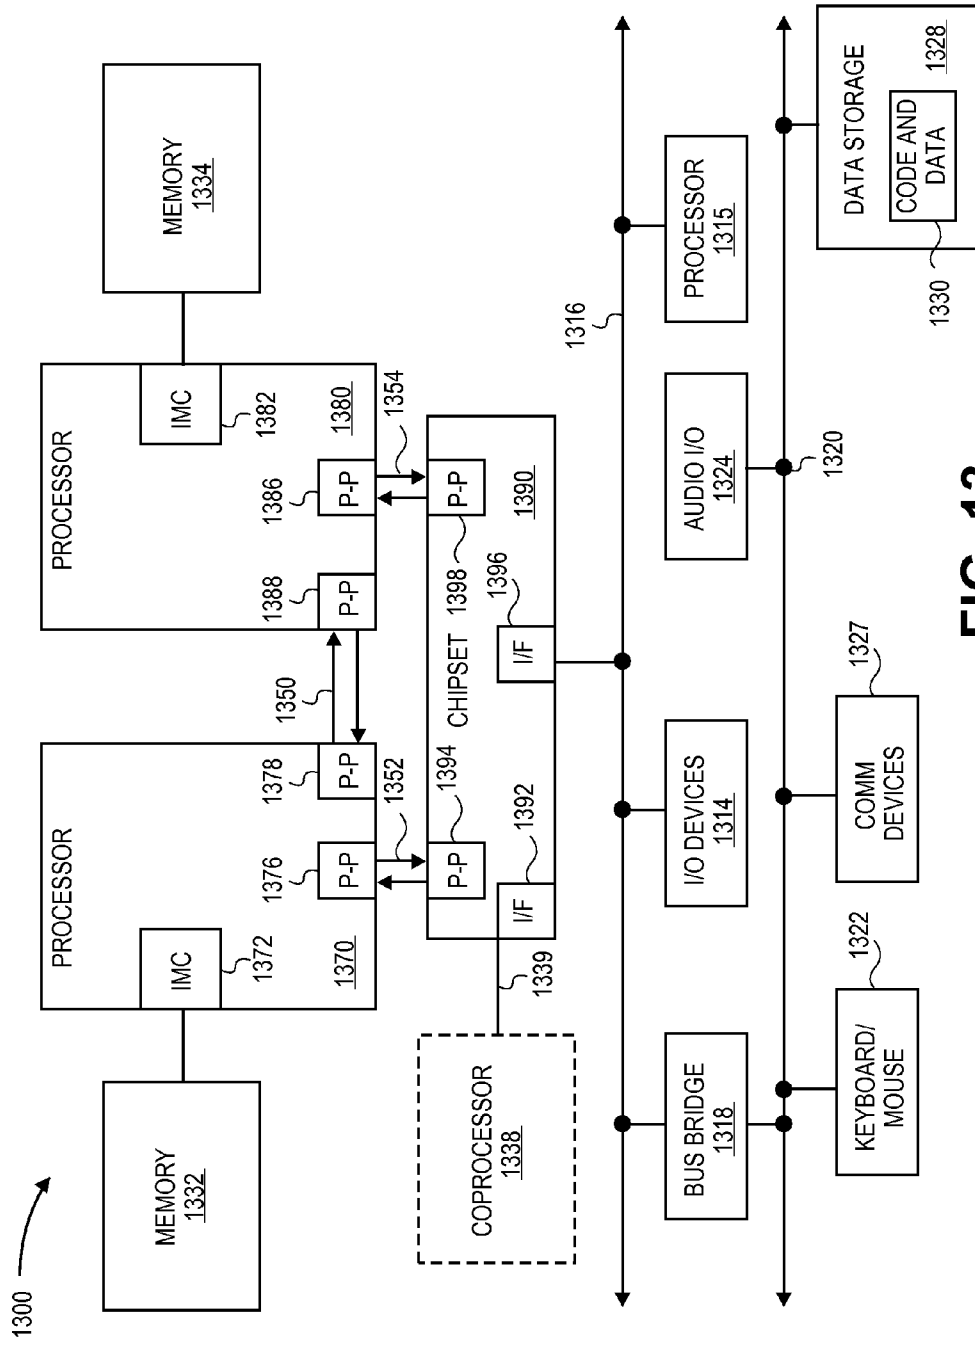 1300
MEMORY
1332
PROCESSOR
IMC
1372
1370
P-P
1376
P-P
1378
1350
PROCESSOR
P-P
1388
P-P
1386
IMC
1382
1380
MEMORY
1334
1352
1354
COPROCESSOR
1338
1339
I/F
1392
P-P
1394
CHIPSET
I/F
1396
P-P
1398
1390
1316
BUS BRIDGE
1318
I/O DEVICES
1314
AUDIO I/O
1324
PROCESSOR
1315
1320
KEYBOARD/
MOUSE
1322
COMM
DEVICES
1327
DATA STORAGE
1328
CODE AND
DATA
1330